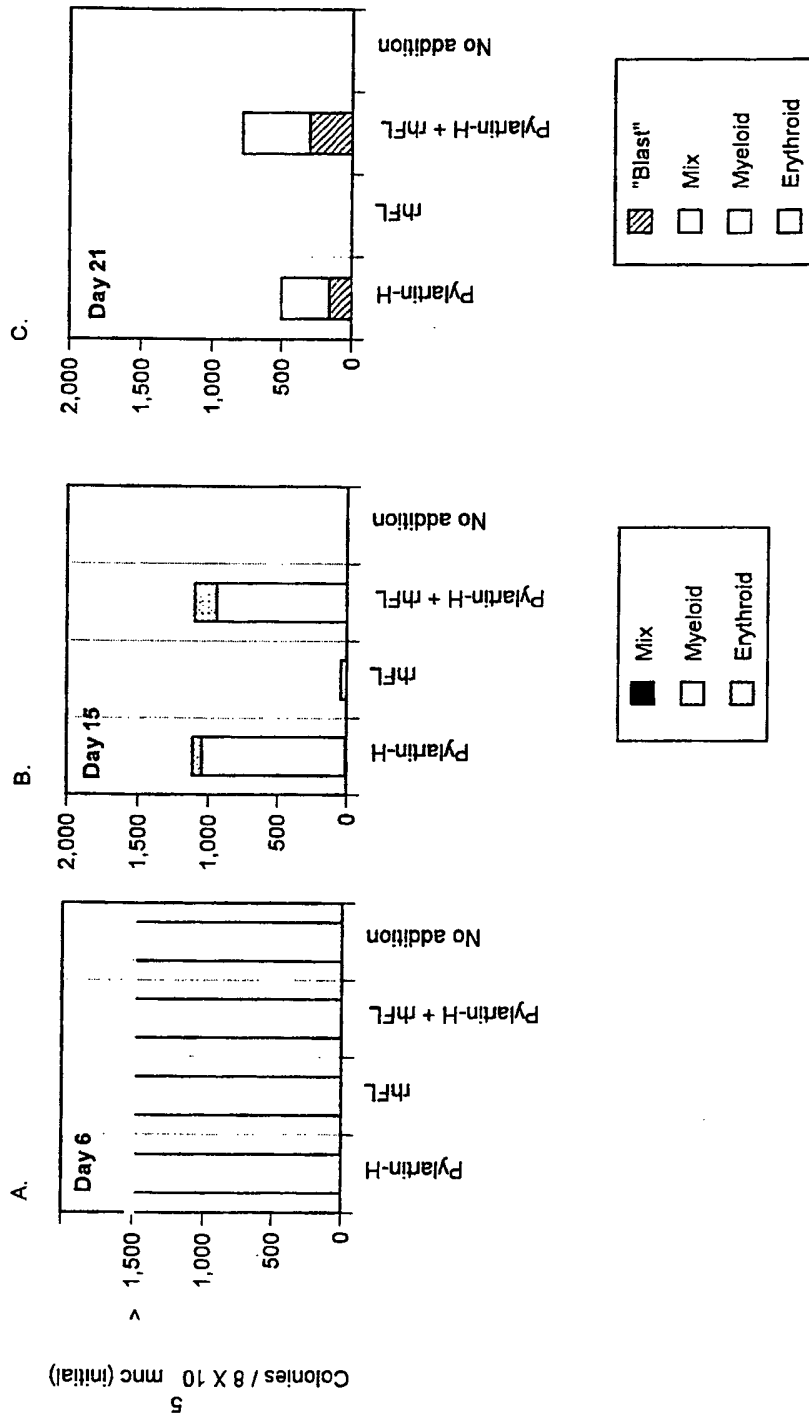 A.
B.
C.
Day 6
Day 15
Day 21
Colonies / 8 X 10 mnc (initial)
5
v
1,500
1,000
500
0
2,000
1,500
1,000
500
0
2,000
1,500
1,000
500
0
Pylartin-H
rhFL
Pylartin-H + rhFL
No addition
Pylartin-H
rhFL
Pylartin-H + rhFL
No addition
Pylartin-H
rhFL
Pylartin-H + rhFL
No addition
Mix
Myeloid
Erythroid
"Blast"
Mix
Myeloid
Erythroid